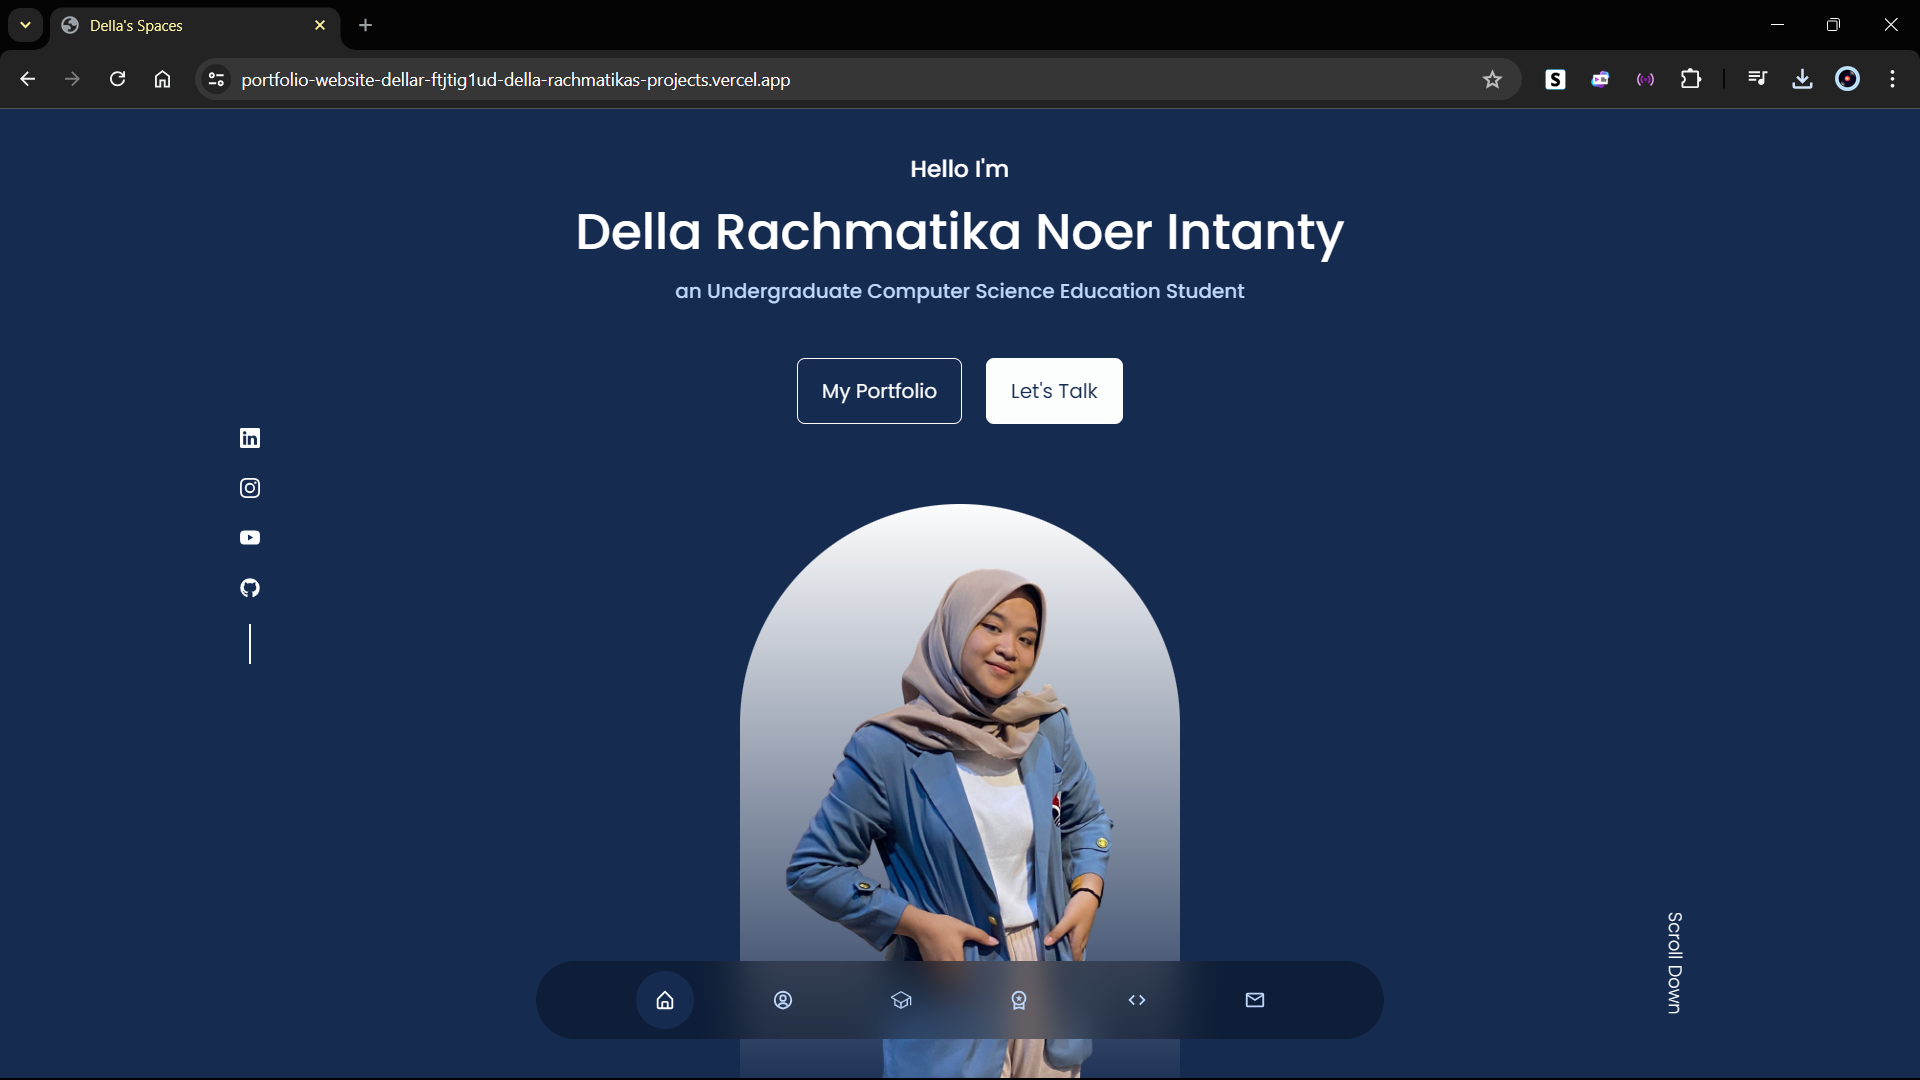 Della's Spaces
portfolio-website-dellar-ftjtig1ud-della-rachmatikas-projects.vercel.app
Hello I'm
Della Rachmatika Noer Intanty
an Undergraduate Computer Science Education Student
My Portfolio
Let's Talk
Scroll Down